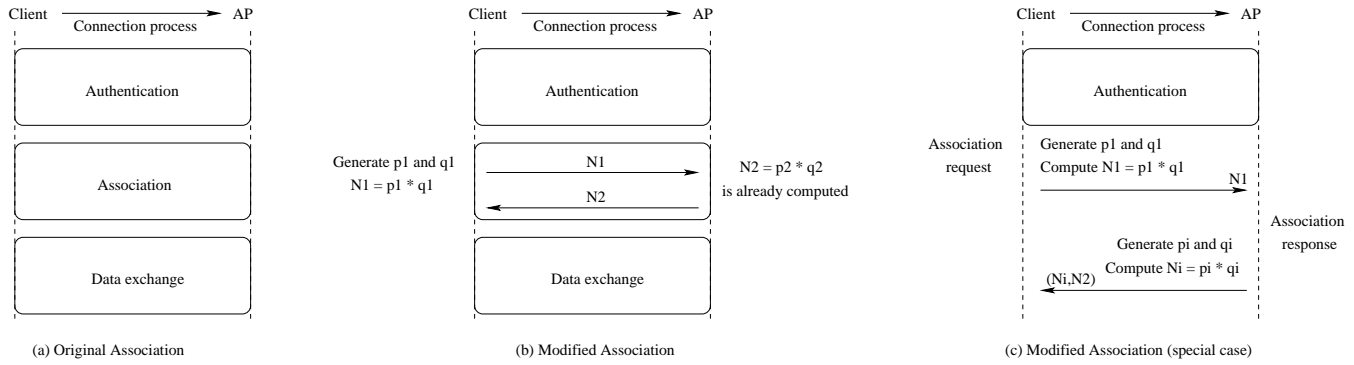 Client
AP
Connection process
Authentication
Association
Data exchange
(a) Original Association
Client
AP
Connection process
Authentication
Generate p1 and q1
N1 = p1 * q1
N1
N2
N2 = p2 * q2
is already computed
Data exchange
(b) Modified Association
Client
AP
Connection process
Authentication
Association
request
Generate p1 and q1
Compute N1 = p1 * q1
N1
Association
response
Generate pi and qi
Compute Ni = pi * qi
(Ni,N2)
(c) Modified Association (special case)